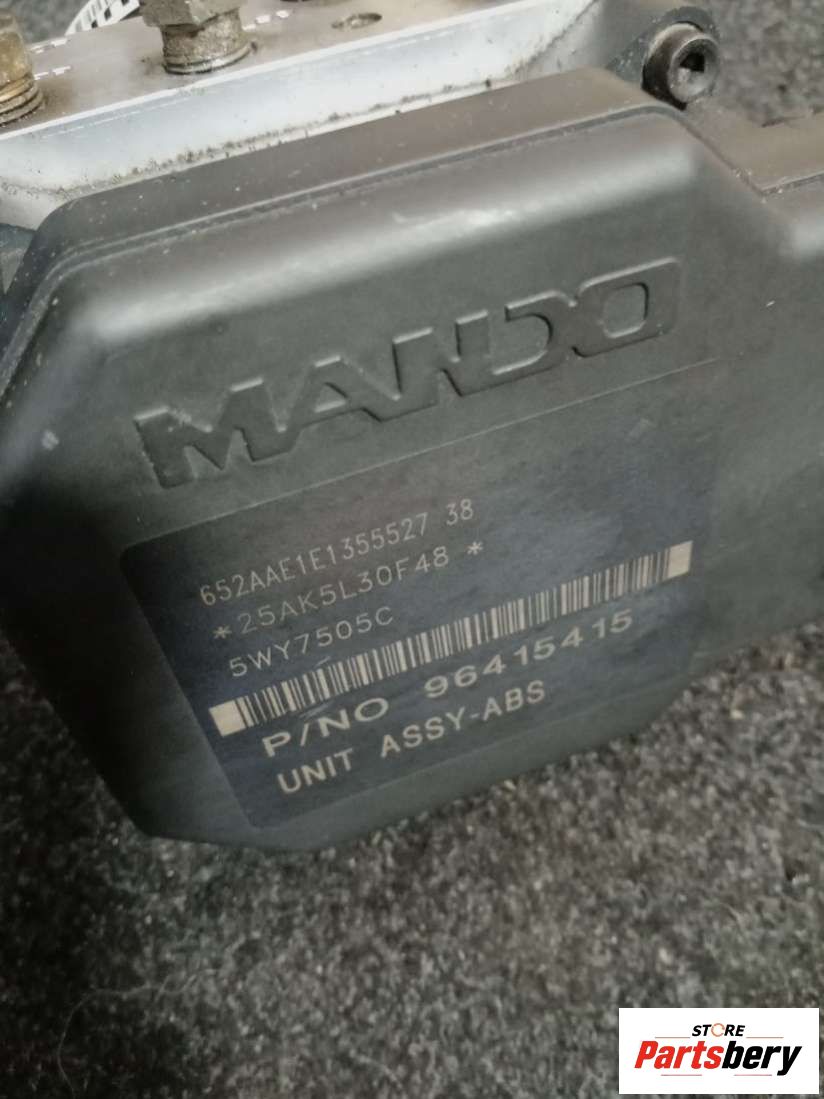 MANDO
652AAE1E1355527 38
*25AK5L30F48 *
5WY7505C
P/NO 96415415
UNIT ASSY-ABS
STORE
Partsbery